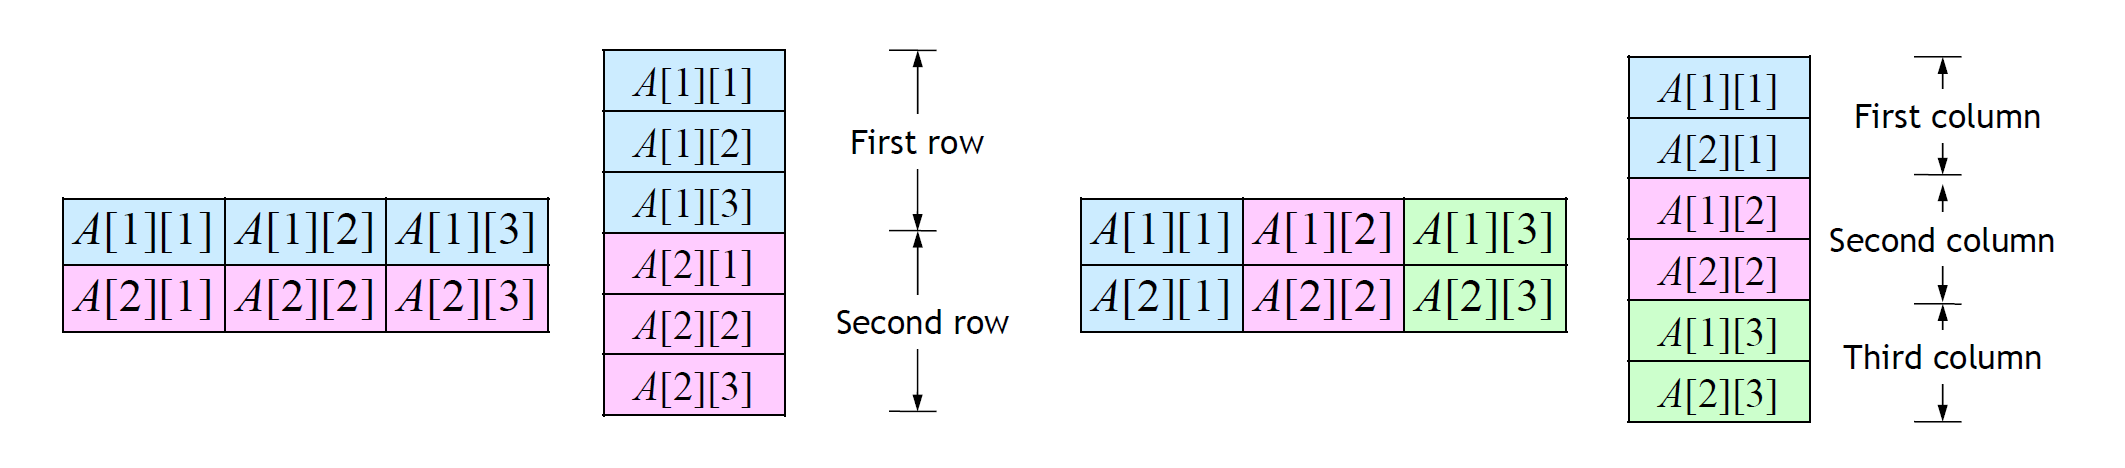 A[1][1] A[1][2] A[1][3]
A[2][1] A[2][2] A[2][3]
A[1][1]
A[1][2]
A[1][3]
A[2][1]
A[2][2]
A[2][3]
First row
Second row
A[1][1] A[1][2] A[1][3]
A[2][1] A[2][2] A[2][3]
A[1][1]
A[2][1]
A[1][2]
A[2][2]
A[1][3]
A[2][3]
First column
Second column
Third column